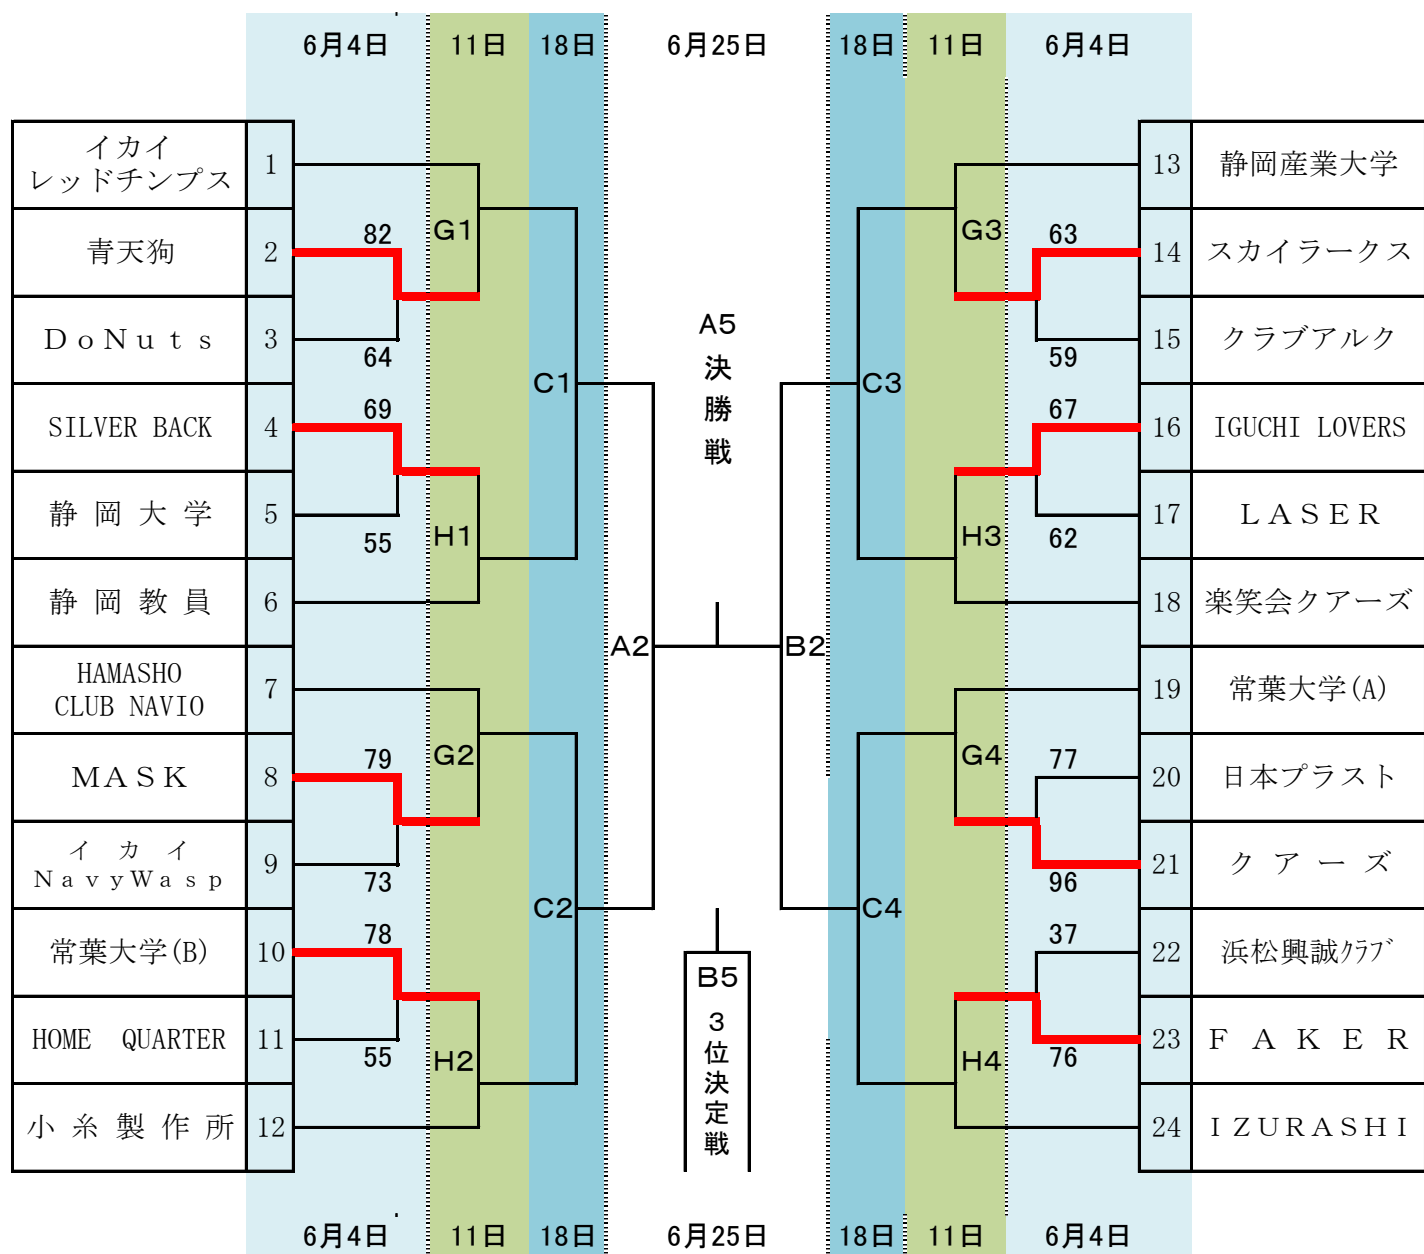 6月4日 11日 18日 6月25日 18日 11日 6月4日
イカイ
レッドチンプス
1
青天狗
2
82
DoNuts
3
64
G1
SILVER BACK
4
69
静岡大学
5
55
静岡教員
6
H1
C1
HAMASHO
CLUB NAVIO
7
MASK
8
79
イカイ
NavyWasp
9
73
G2
常葉大学(B)
10
78
HOME QUARTER
11
55
小糸製作所
12
H2
C2
A2
A5
決
勝
戦
B5
3
位
決
定
戦
B2
13
静岡産業大学
63
14
スカイラークス
59
15
クラブアルク
G3
67
16
IGUCHI LOVERS
62
17
LASER
18
楽笑会クアーズ
H3
C3
19
常葉大学(A)
77
20
日本プラスト
96
21
クアーズ
G4
37
22
浜松興誠ｸﾗﾌﾞ
76
23
FAKER
24
IZURASHI
H4
C4
6月4日 11日 18日 6月25日 18日 11日 6月4日